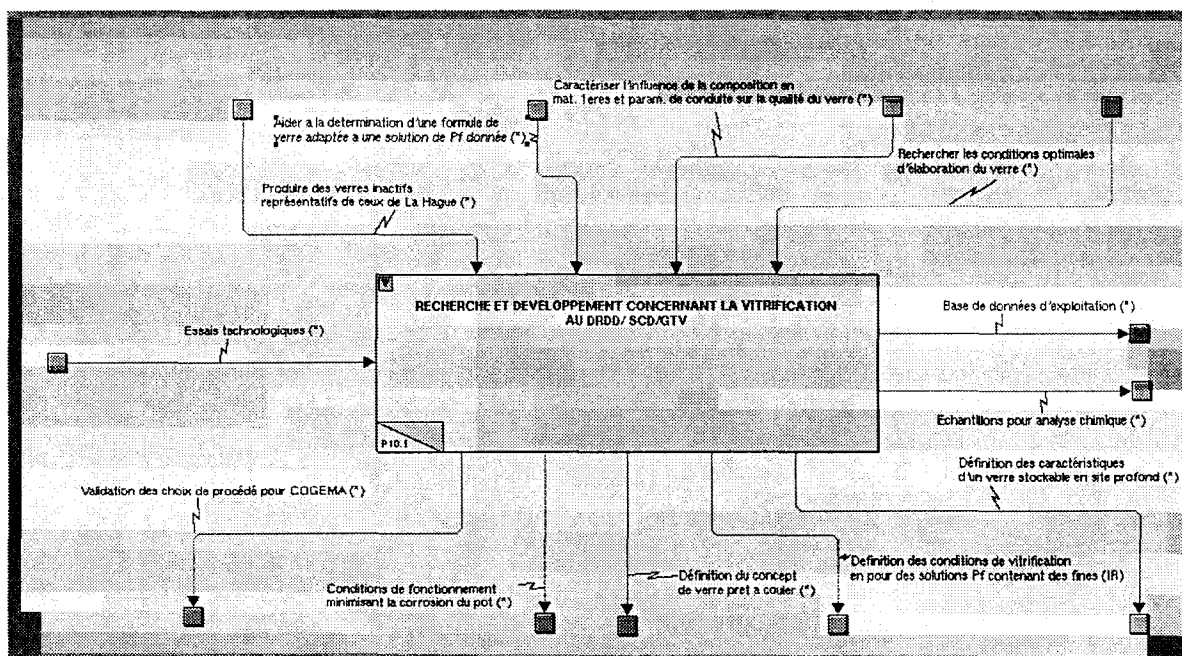 Caractériser l'influence de la composition en
mat. 1eres et param. de conduite sur la qualité du verre (*)
Aider a la determination d'une formule de
verre adaptée a une solution de Pf donnée (*)
Rechercher les conditions optimales
d'élaboration du verre (*)
Produire des verres inactifs
représentatifs de ceux de La Hague (*)
RECHERCHE ET DEVELOPPEMENT CONCERNANT LA VITRIFICATION
AU DRDD/ SCD/GTV
Essais technologiques (*)
Base de données d'exploitation (*)
Echantillons pour analyse chimique (*)
P10.1
Validation des choix de procédé pour COGEMA (*)
Définition des caractéristiques
d'un verre stockable en site profond (*)
Conditions de fonctionnement
minimisant la corrosion du pot (*)
Définition du concept
de verre pret a couler (*)
Definition des conditions de vitrification
en pour des solutions Pf contenant des fines (IR)